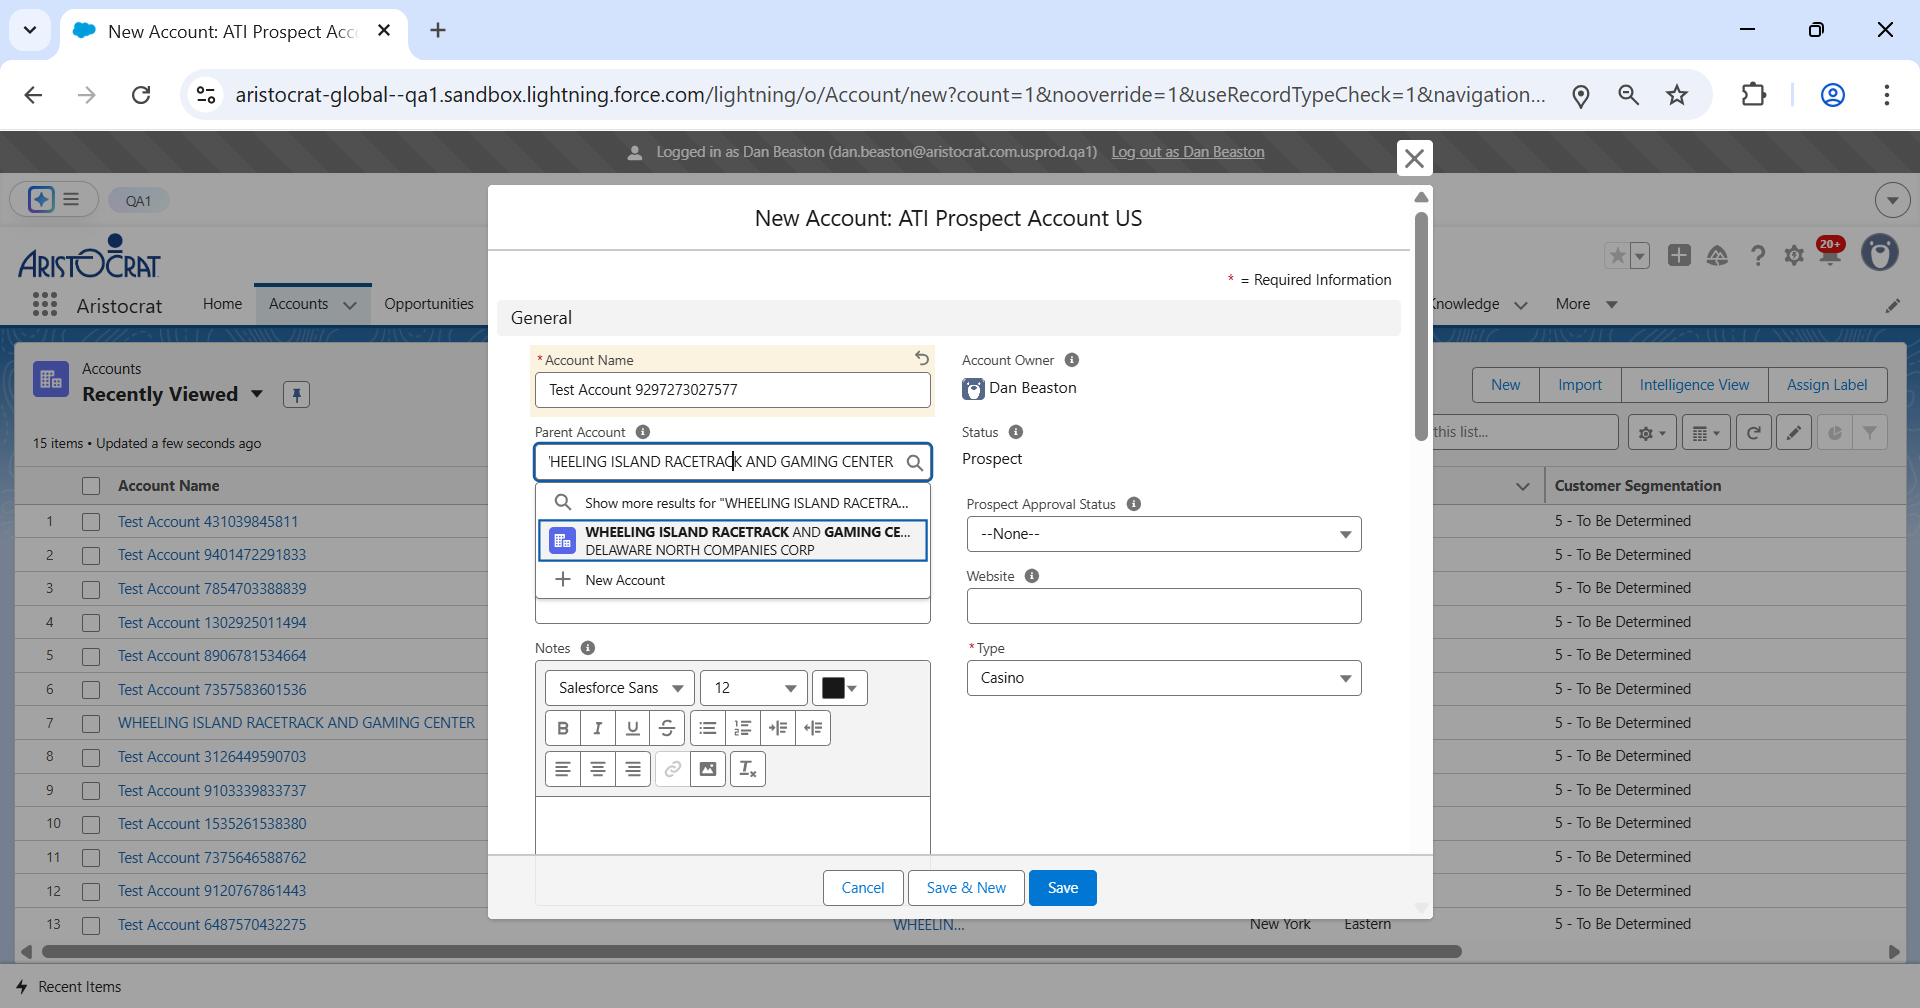 New Account: ATI Prospect Acc
aristocrat-global--qa1.sandbox.lightning.force.com/lightning/o/Account/new?count=1&nooverride=1&useRecordTypeCheck=1&navigation...
Logged in as Dan Beaston (dan.beaston@aristocrat.com.usprod.qa1) Log out as Dan Beaston
QA1
ARISTOCRAT
20+
Aristocrat
Home
Accounts
Opportunities
Knowledge
More
Accounts
Recently Viewed
15 items • Updated a few seconds ago
New
Import
Intelligence View
Assign Label
this list...
Account Name
Customer Segmentation
1 Test Account 431039845811 5 - To Be Determined
2 Test Account 9401472291833 5 - To Be Determined
3 Test Account 7854703388839 5 - To Be Determined
4 Test Account 1302925011494 5 - To Be Determined
5 Test Account 8906781534664 5 - To Be Determined
6 Test Account 7357583601536 5 - To Be Determined
7 WHEELING ISLAND RACETRACK AND GAMING CENTER 5 - To Be Determined
8 Test Account 3126449590703 5 - To Be Determined
9 Test Account 9103339833737 5 - To Be Determined
10 Test Account 1535261538380 5 - To Be Determined
11 Test Account 7375646588762 5 - To Be Determined
12 Test Account 9120767861443 5 - To Be Determined
13 Test Account 6487570432275 WHEELIN... New York Eastern 5 - To Be Determined
New Account: ATI Prospect Account US
* = Required Information
General
*Account Name
Test Account 9297273027577
Account Owner
Dan Beaston
Parent Account
HEELING ISLAND RACETRACK AND GAMING CENTER
Show more results for "WHEELING ISLAND RACETRA...
WHEELING ISLAND RACETRACK AND GAMING CE...
DELAWARE NORTH COMPANIES CORP
New Account
Status
Prospect
Prospect Approval Status
--None--
Website
Notes
Salesforce Sans
12
B I U S
*Type
Casino
Cancel
Save & New
Save
Recent Items